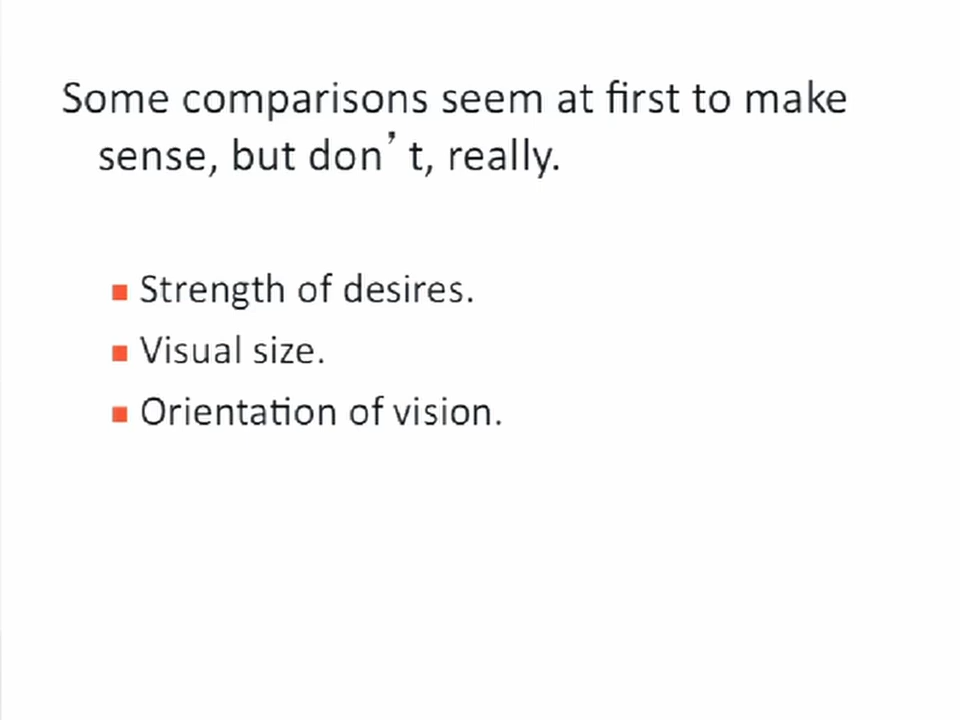 Some comparisons seem at first to make
sense, but don’t, really.
Strength of desires.
Visual size.
Orientation of vision.